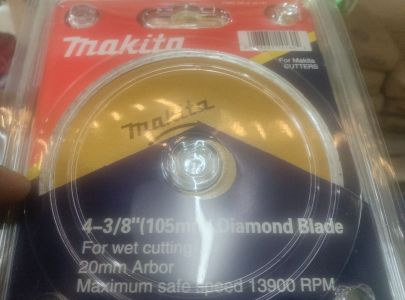 makita
For Makita
CUTTERS
makita
4-3/8"(105mm) Diamond Blade
For wet cutting
20mm Arbor
Maximum safe speed 13900 RPM